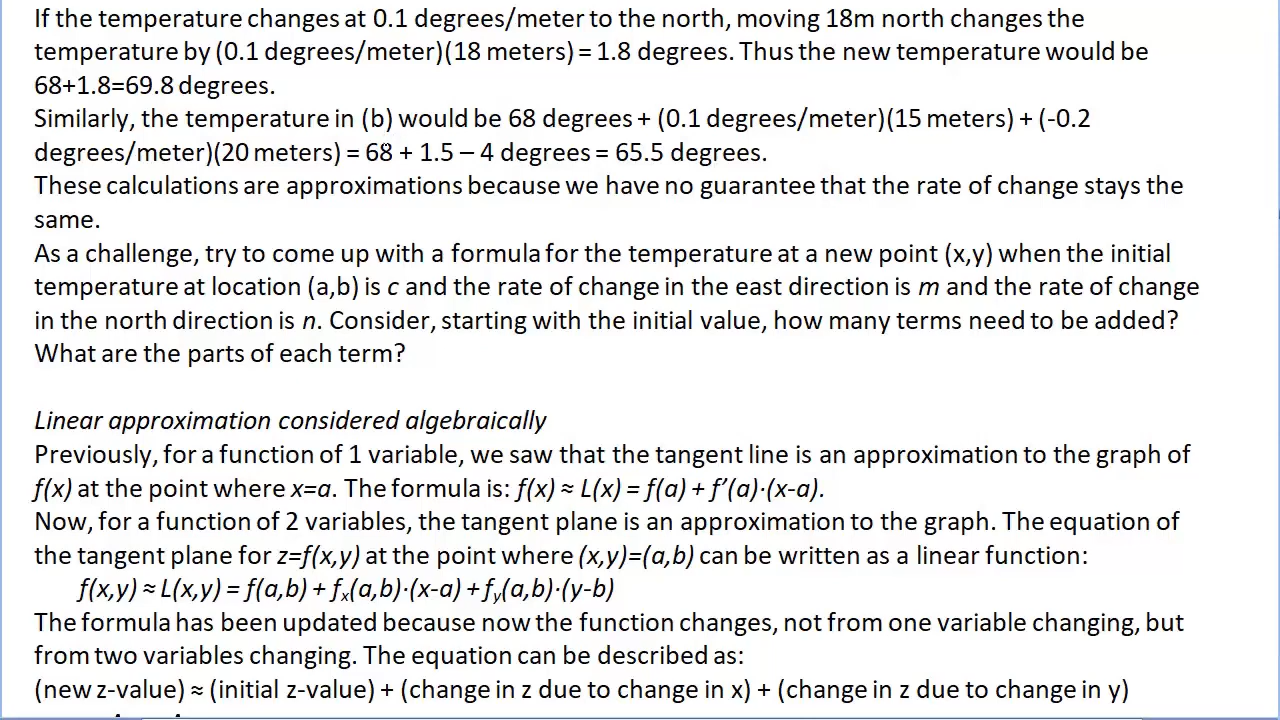 If the temperature changes at 0.1 degrees/meter to the north, moving 18m north changes the
temperature by (0.1 degrees/meter)(18 meters) = 1.8 degrees. Thus the new temperature would be
68+1.8=69.8 degrees.
Similarly, the temperature in (b) would be 68 degrees + (0.1 degrees/meter)(15 meters) + (-0.2
degrees/meter)(20 meters) = 68 + 1.5 – 4 degrees = 65.5 degrees.
These calculations are approximations because we have no guarantee that the rate of change stays the
same.
As a challenge, try to come up with a formula for the temperature at a new point (x,y) when the initial
temperature at location (a,b) is c and the rate of change in the east direction is m and the rate of change
in the north direction is n. Consider, starting with the initial value, how many terms need to be added?
What are the parts of each term?
Linear approximation considered algebraically
Previously, for a function of 1 variable, we saw that the tangent line is an approximation to the graph of
f(x) at the point where x=a. The formula is: f(x) ≈ L(x) = f(a) + f’(a)·(x-a).
Now, for a function of 2 variables, the tangent plane is an approximation to the graph. The equation of
the tangent plane for z=f(x,y) at the point where (x,y)=(a,b) can be written as a linear function:
f(x,y) ≈ L(x,y) = f(a,b) + fₓ(a,b)·(x-a) + f_y(a,b)·(y-b)
The formula has been updated because now the function changes, not from one variable changing, but
from two variables changing. The equation can be described as:
(new z-value) ≈ (initial z-value) + (change in z due to change in x) + (change in z due to change in y)